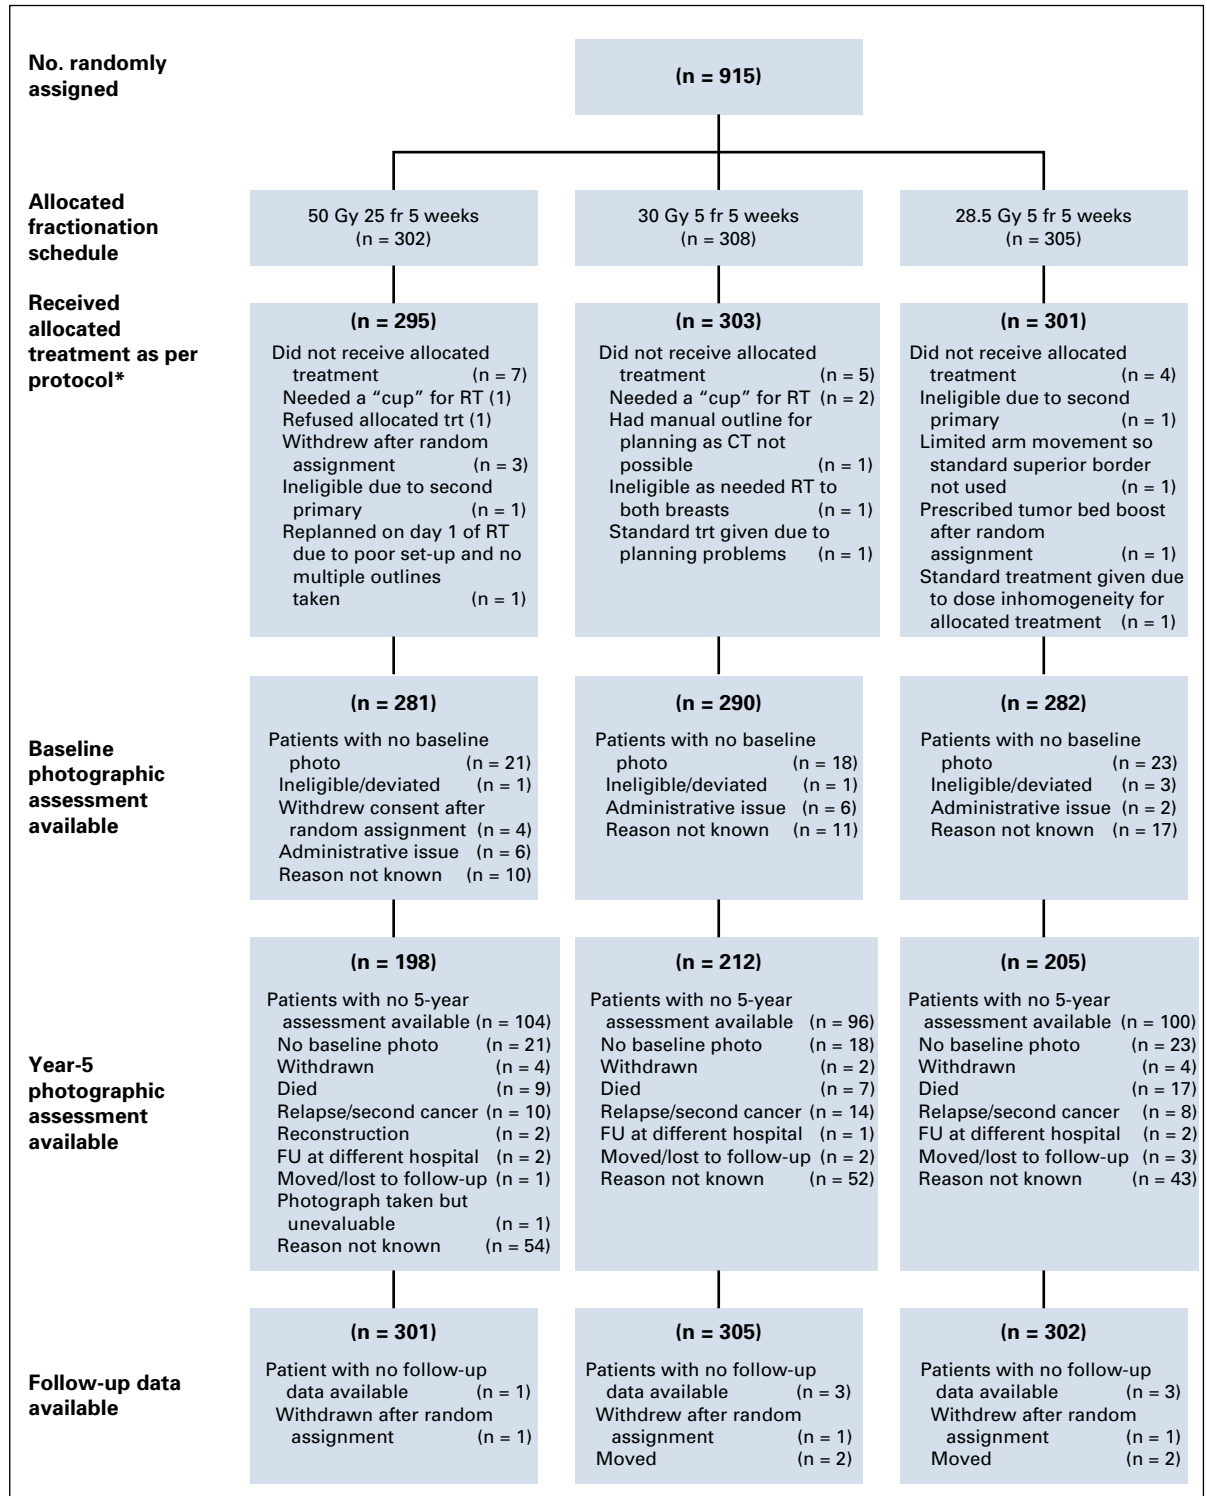 No. randomly
assigned
(n = 915)
Allocated
fractionation
schedule
50 Gy 25 fr 5 weeks
(n = 302)
30 Gy 5 fr 5 weeks
(n = 308)
28.5 Gy 5 fr 5 weeks
(n = 305)
Received
allocated
treatment as per
protocol*
(n = 295)
Did not receive allocated
treatment (n = 7)
Needed a “cup” for RT (1)
Refused allocated trt (1)
Withdrew after random
assignment (n = 3)
Ineligible due to second
primary (n = 1)
Replanned on day 1 of RT
due to poor set-up and no
multiple outlines
taken (n = 1)
(n = 303)
Did not receive allocated
treatment (n = 5)
Needed a “cup” for RT (n = 2)
Had manual outline for
planning as CT not
possible (n = 1)
Ineligible as needed RT to
both breasts (n = 1)
Standard trt given due to
planning problems (n = 1)
(n = 301)
Did not receive allocated
treatment (n = 4)
Ineligible due to second
primary (n = 1)
Limited arm movement so
standard superior border
not used (n = 1)
Prescribed tumor bed boost
after random
assignment (n = 1)
Standard treatment given due
to dose inhomogeneity for
allocated treatment (n = 1)
Baseline
photographic
assessment
available
(n = 281)
Patients with no baseline
photo (n = 21)
Ineligible/deviated (n = 1)
Withdrew consent after
random assignment (n = 4)
Administrative issue (n = 6)
Reason not known (n = 10)
(n = 290)
Patients with no baseline
photo (n = 18)
Ineligible/deviated (n = 1)
Administrative issue (n = 6)
Reason not known (n = 11)
(n = 282)
Patients with no baseline
photo (n = 23)
Ineligible/deviated (n = 3)
Administrative issue (n = 2)
Reason not known (n = 17)
Year-5
photographic
assessment
available
(n = 198)
Patients with no 5-year
assessment available (n = 104)
No baseline photo (n = 21)
Withdrawn (n = 4)
Died (n = 9)
Relapse/second cancer (n = 10)
Reconstruction (n = 2)
FU at different hospital (n = 2)
Moved/lost to follow-up (n = 1)
Photograph taken but
unevaluable (n = 1)
Reason not known (n = 54)
(n = 212)
Patients with no 5-year
assessment available (n = 96)
No baseline photo (n = 18)
Withdrawn (n = 2)
Died (n = 7)
Relapse/second cancer (n = 14)
FU at different hospital (n = 1)
Moved/lost to follow-up (n = 2)
Reason not known (n = 52)
(n = 205)
Patients with no 5-year
assessment available (n = 100)
No baseline photo (n = 23)
Withdrawn (n = 4)
Died (n = 17)
Relapse/second cancer (n = 8)
FU at different hospital (n = 2)
Moved/lost to follow-up (n = 3)
Reason not known (n = 43)
Follow-up data
available
(n = 301)
Patient with no follow-up
data available (n = 1)
Withdrawn after random
assignment (n = 1)
(n = 305)
Patients with no follow-up
data available (n = 3)
Withdrew after random
assignment (n = 1)
Moved (n = 2)
(n = 302)
Patients with no follow-up
data available (n = 3)
Withdrew after random
assignment (n = 1)
Moved (n = 2)